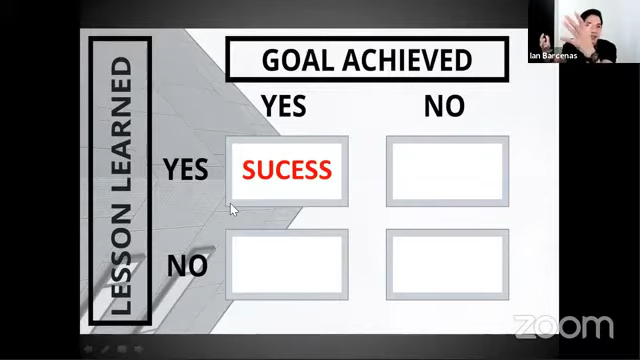 GOAL ACHIEVED
YES NO
LESSON LEARNED
YES SUCESS
NO
Ian Barcenas
zoom